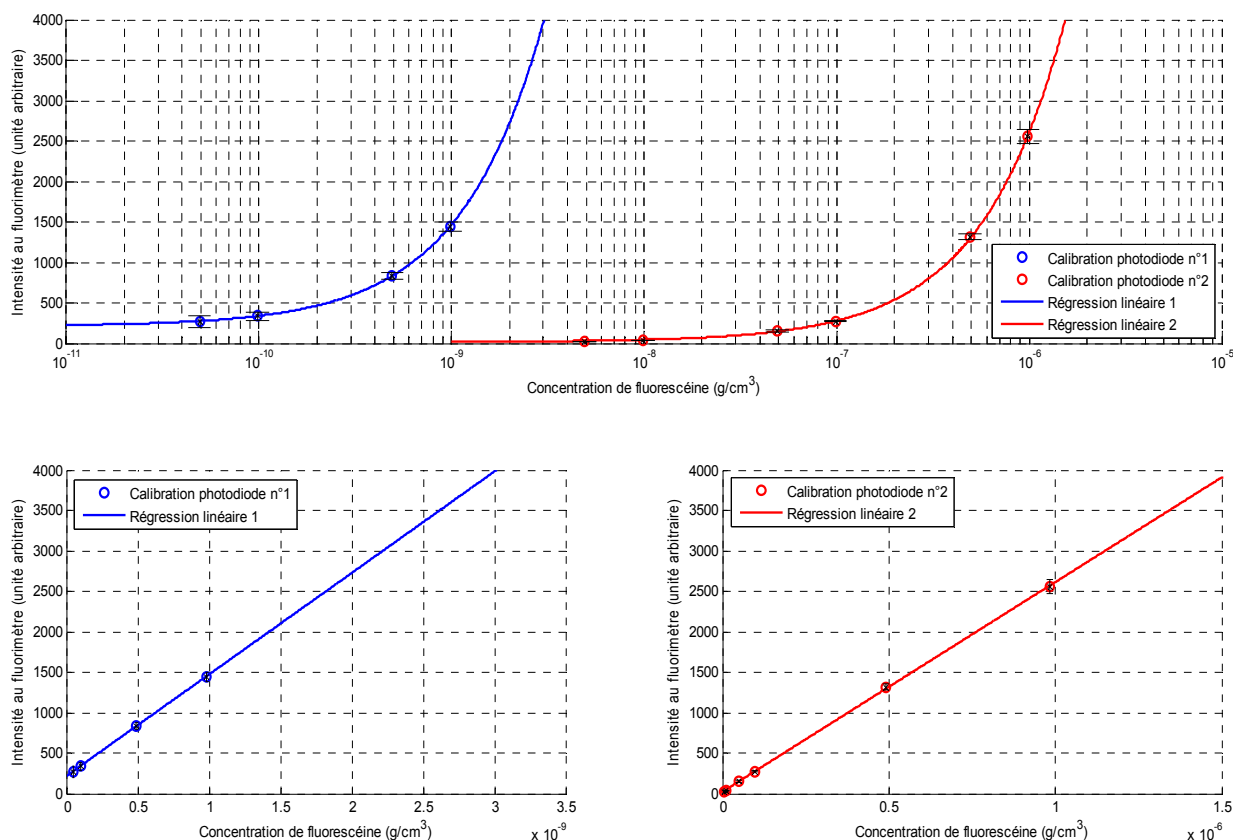 4000
3500
3000
2500
2000
1500
1000
500
0
Intensité au fluorimètre (unité arbitraire)
10^-11
10^-10
10^-9
10^-8
10^-7
10^-6
10^-5
Concentration de fluorescéine (g/cm³)
Calibration photodiode n°1
Calibration photodiode n°2
Régression linéaire 1
Régression linéaire 2
4000
3500
3000
2500
2000
1500
1000
500
0
Intensité au fluorimètre (unité arbitraire)
Calibration photodiode n°1
Régression linéaire 1
0 0.5 1 1.5 2 2.5 3 3.5
Concentration de fluorescéine (g/cm³)
x 10^-9
4000
3500
3000
2500
2000
1500
1000
500
0
Intensité au fluorimètre (unité arbitraire)
Calibration photodiode n°2
Régression linéaire 2
0 0.5 1 1.5
Concentration de fluorescéine (g/cm³)
x 10^-6